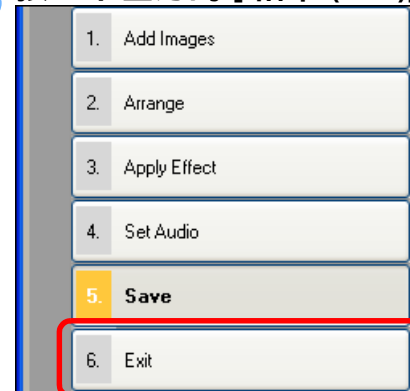 1. Add Images
2. Arrange
3. Apply Effect
4. Set Audio
5. Save
6. Exit